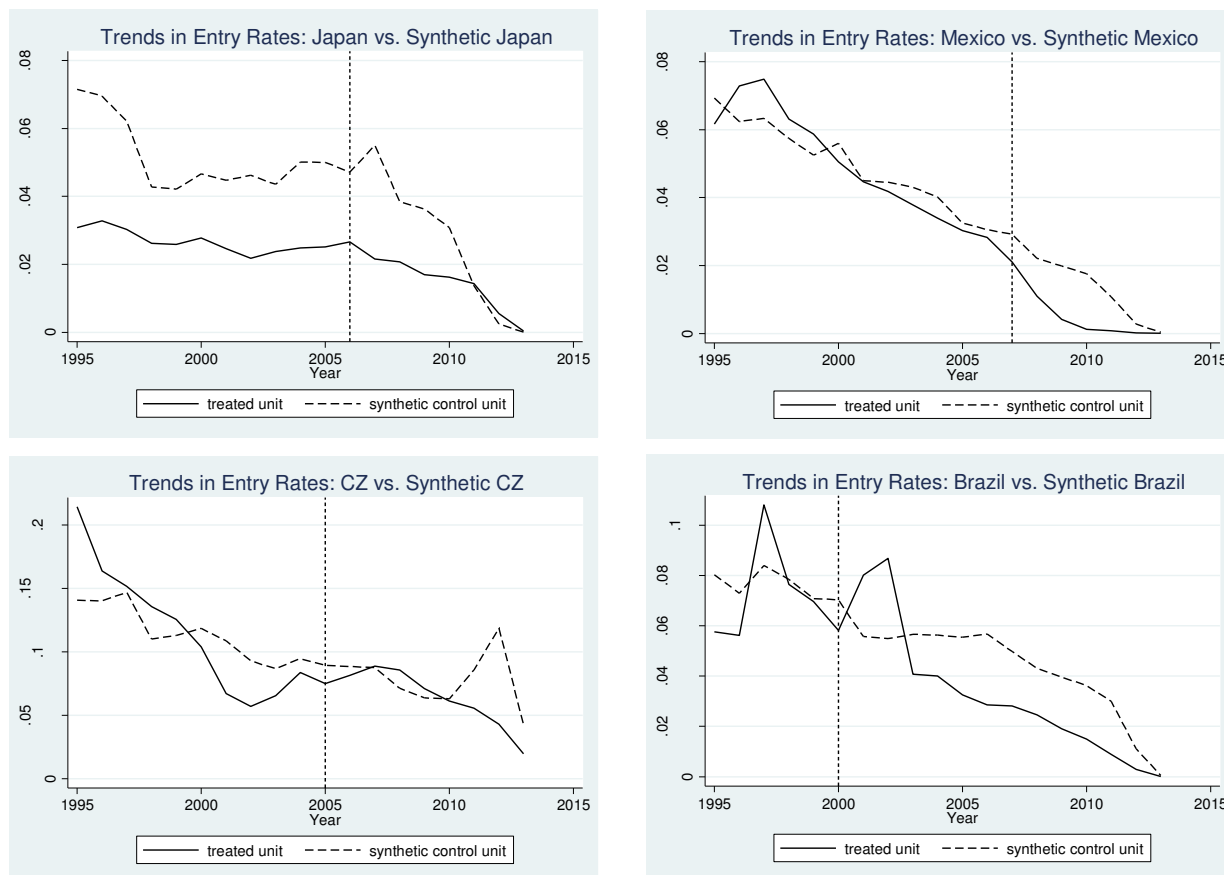 Trends in Entry Rates: Japan vs. Synthetic Japan
.08
.06
.04
.02
0
1995 2000 2005 2010 2015
Year
treated unit synthetic control unit
Trends in Entry Rates: Mexico vs. Synthetic Mexico
.08
.06
.04
.02
0
1995 2000 2005 2010 2015
Year
treated unit synthetic control unit
Trends in Entry Rates: CZ vs. Synthetic CZ
.2
.15
.1
.05
0
1995 2000 2005 2010 2015
Year
treated unit synthetic control unit
Trends in Entry Rates: Brazil vs. Synthetic Brazil
.1
.08
.06
.04
.02
0
1995 2000 2005 2010 2015
Year
treated unit synthetic control unit